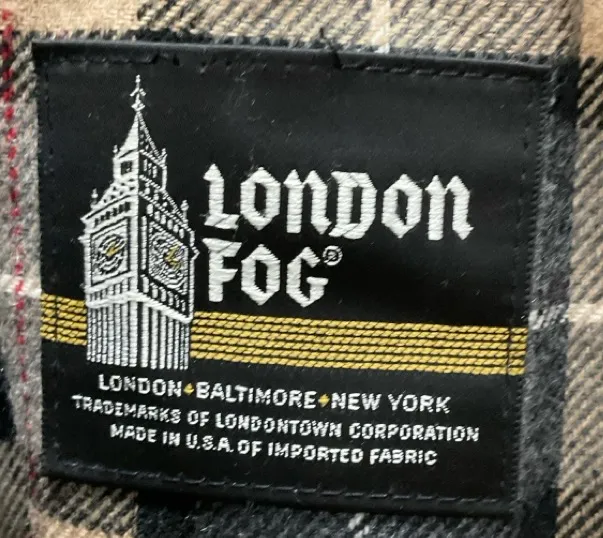 LONDON
FOG®
LONDON◆BALTIMORE◆NEW YORK
TRADEMARKS OF LONDONTOWN CORPORATION
MADE IN U.S.A. OF IMPORTED FABRIC